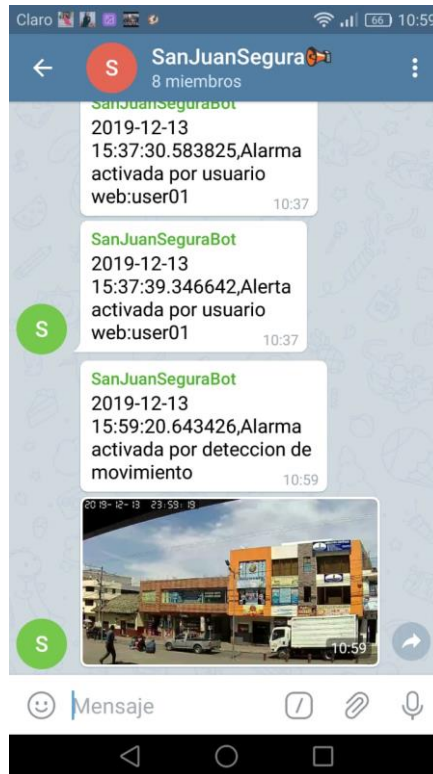 Claro 66 10:59
SanJuanSegura
8 miembros
S
SanJuanSeguraBot
2019-12-13
15:37:30.583825,Alarma
activada por usuario
web:user01
10:37
SanJuanSeguraBot
2019-12-13
15:37:39.346642,Alerta
activada por usuario
web:user01
10:37
S
SanJuanSeguraBot
2019-12-13
15:59:20.643426,Alarma
activada por deteccion de
movimiento
10:59
2019-12-13 23:59:19
10:59
S
Mensaje